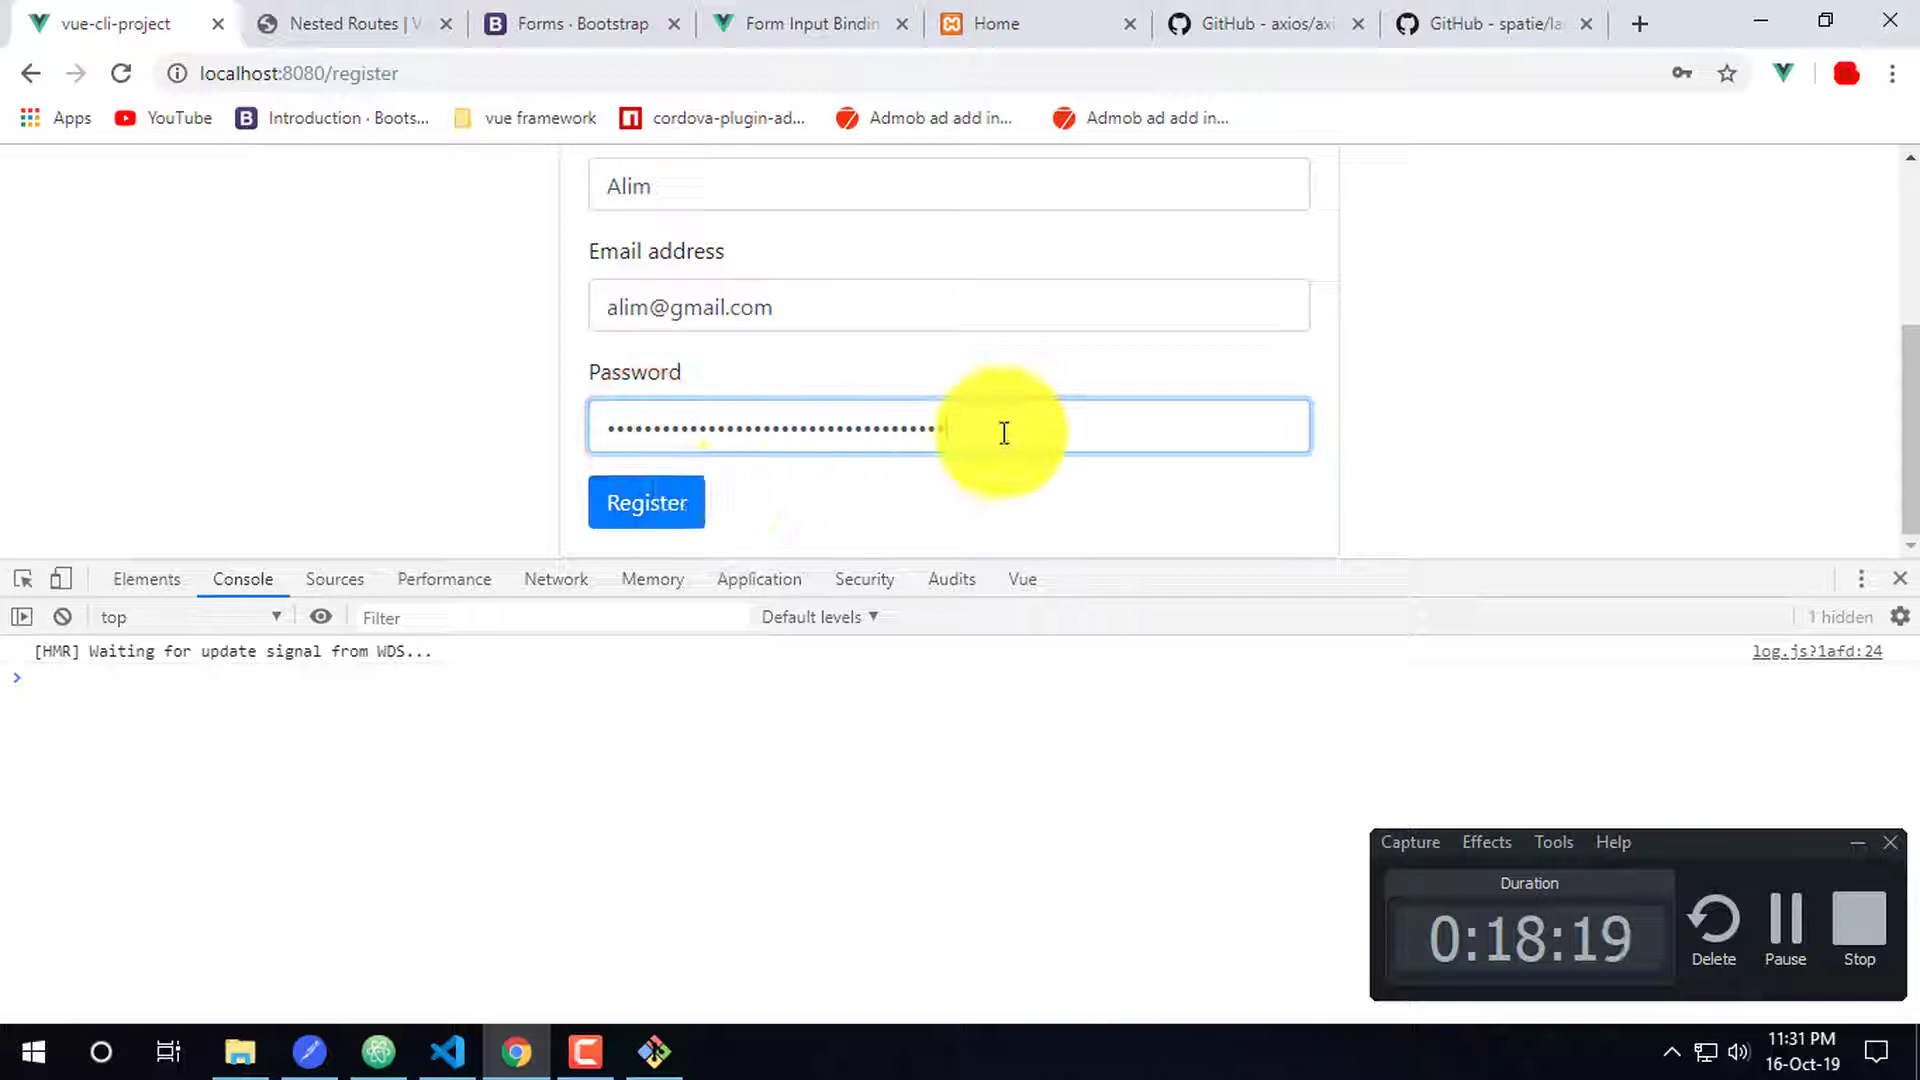 vue-cli-project
Nested Routes | V
B Forms · Bootstrap
Form Input Bindin
Home
GitHub - axios/axi
GitHub - spatie/la
localhost:8080/register
Apps
YouTube
B Introduction · Boots...
vue framework
cordova-plugin-ad...
Admob ad add in...
Admob ad add in...
Alim
Email address
alim@gmail.com
Password
Register
Elements Console Sources Performance Network Memory Application Security Audits Vue
top Filter Default levels 1 hidden
[HMR] Waiting for update signal from WDS... log.js?1afd:24
Capture Effects Tools Help
Duration
0:18:19
Delete Pause Stop
11:31 PM
16-Oct-19